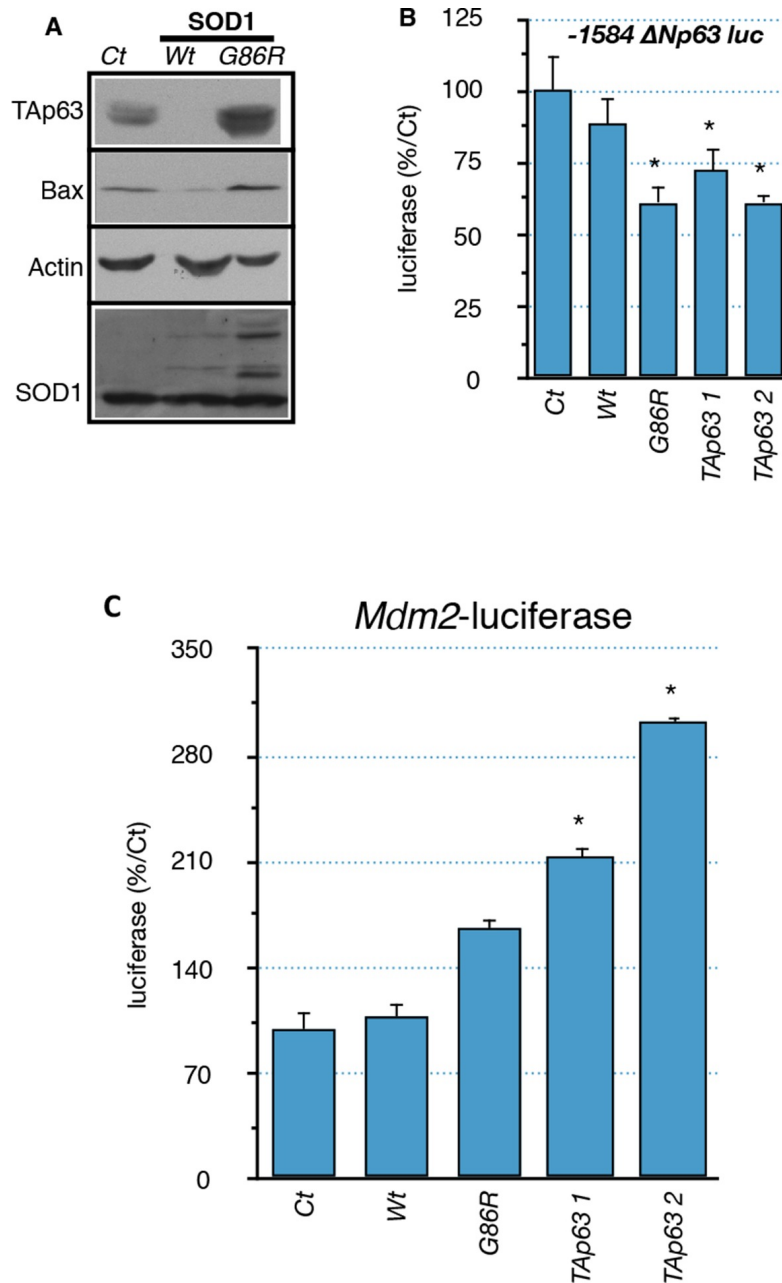 A
SOD1
Ct Wt G86R
TAp63
Bax
Actin
SOD1
B
-1584 ΔNp63 luc
luciferase (%/Ct)
125
100
75
50
25
0
*
*
*
Ct Wt G86R TAp63 1 TAp63 2
C
Mdm2-luciferase
luciferase (%/Ct)
350
280
210
140
70
0
*
*
Ct Wt G86R TAp63 1 TAp63 2